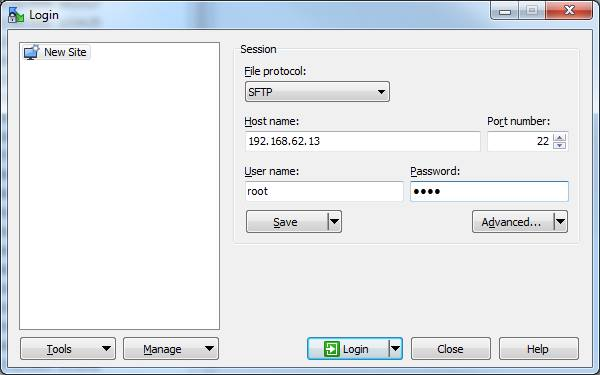 Login
New Site
Session
File protocol:
SFTP
Host name:
Port number:
192.168.62.13
22
User name:
Password:
root
●●●●
Save
Advanced...
Tools
Manage
Login
Close
Help